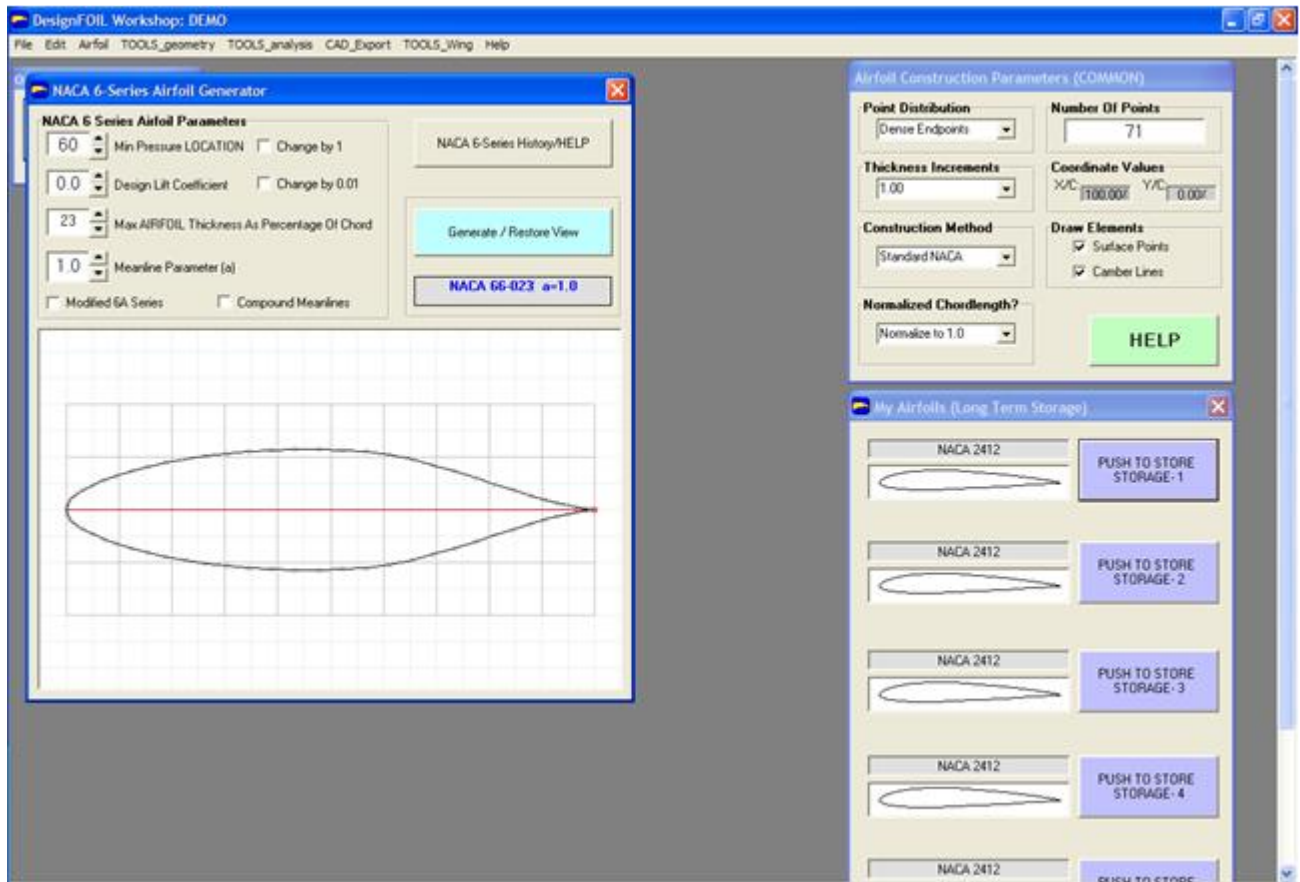 DesignFOIL Workshop: DEMO
File Edit Airfoil TOOLS_geometry TOOLS_analysis CAD_Export TOOLS_Wing Help
NACA 6-Series Airfoil Generator
NACA 6 Series Airfoil Parameters
60 Min Pressure LOCATION Change by 1
0.0 Design Lift Coefficient Change by 0.01
23 Max AIRFOIL Thickness As Percentage Of Chord
1.0 Meanline Parameter (a)
Modified 6A Series Compound Meanlines
NACA 6-Series History/HELP
Generate / Restore View
NACA 66-023 a=1.0
Airfoil Construction Parameters (COMMON)
Point Distribution
Dense Endpoints
Number Of Points
71
Thickness Increments
1.00
Coordinate Values
X/C 100.00% Y/C 0.00%
Construction Method
Standard NACA
Draw Elements
Surface Points
Camber Lines
Normalized Chordlength?
Normalize to 1.0
HELP
My Airfoils (Long Term Storage)
NACA 2412
PUSH TO STORE
STORAGE-1
NACA 2412
PUSH TO STORE
STORAGE-2
NACA 2412
PUSH TO STORE
STORAGE-3
NACA 2412
PUSH TO STORE
STORAGE-4
NACA 2412
PUSH TO STORE